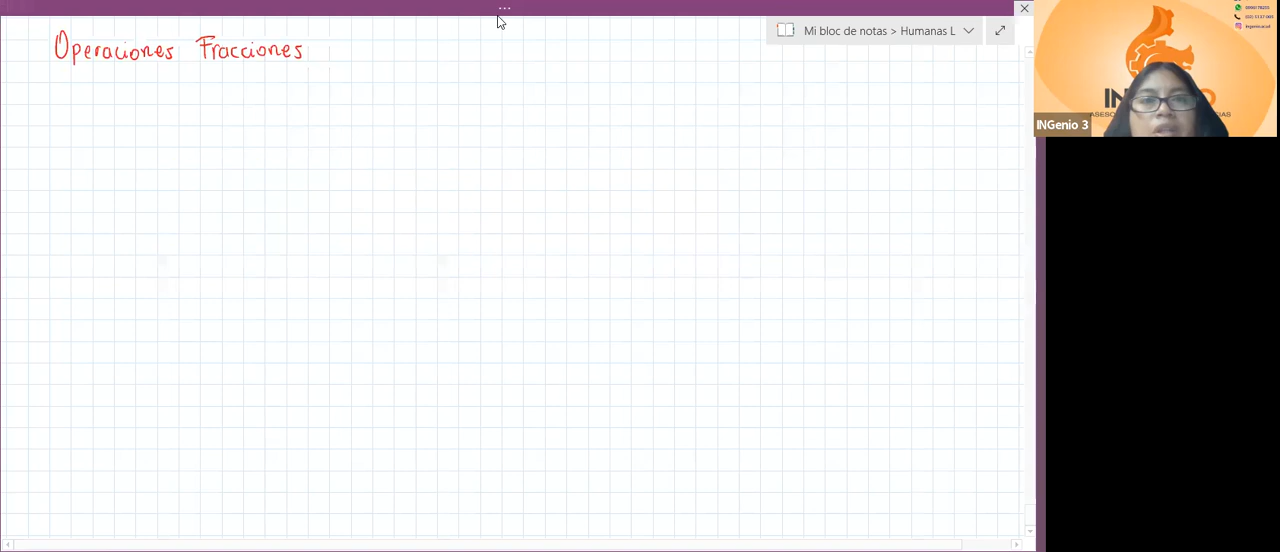 Operaciones Fracciones
Mi bloc de notas > Humanas L
INGenio 3